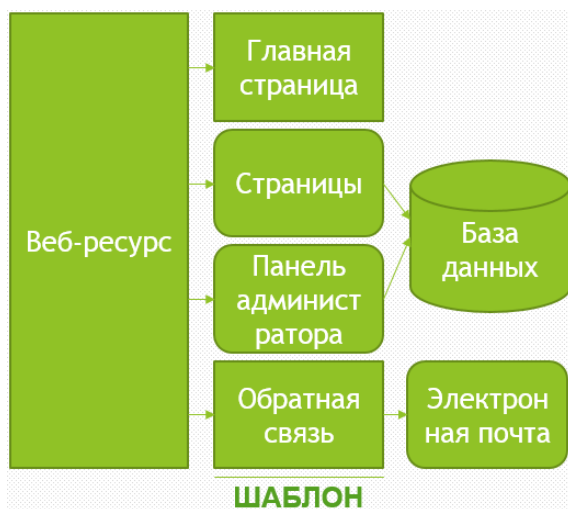 Веб-ресурс
Главная
страница
Страницы
Панель
админист
ратора
Обратная
связь
База
данных
Электрон
ная почта
ШАБЛОН